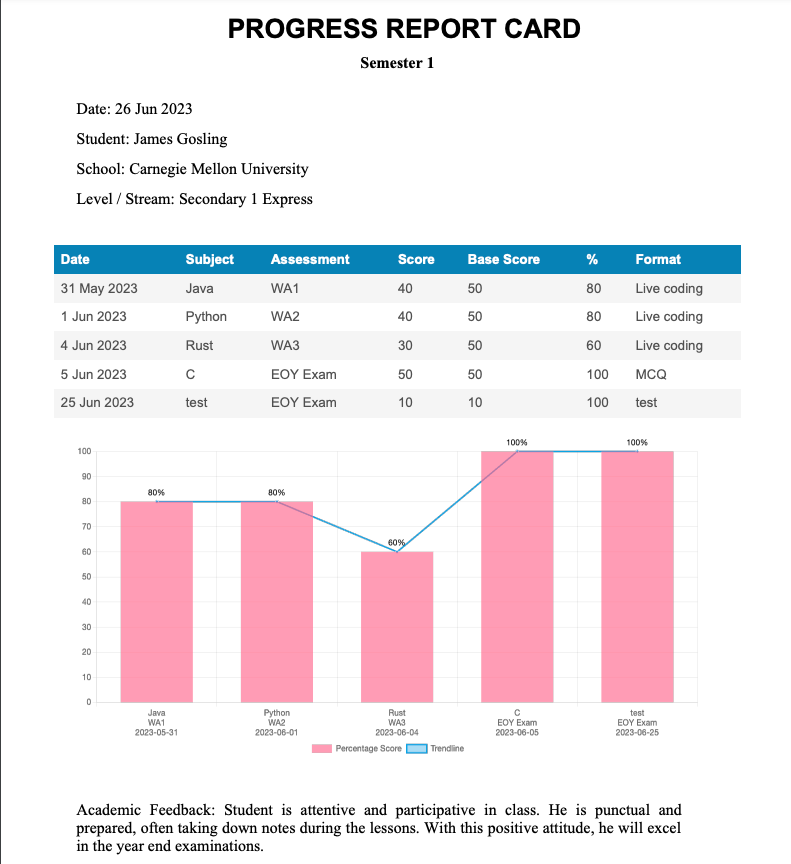 PROGRESS REPORT CARD
Semester 1
Date: 26 Jun 2023
Student: James Gosling
School: Carnegie Mellon University
Level / Stream: Secondary 1 Express
Date Subject Assessment Score Base Score % Format
31 May 2023 Java WA1 40 50 80 Live coding
1 Jun 2023 Python WA2 40 50 80 Live coding
4 Jun 2023 Rust WA3 30 50 60 Live coding
5 Jun 2023 C EOY Exam 50 50 100 MCQ
25 Jun 2023 test EOY Exam 10 10 100 test
100% 100%
100
90
80% 80%
80
70
60%
60
50
40
30
20
10
0
Java Python Rust C test
WA1 WA2 WA3 EOY Exam EOY Exam
2023-05-31 2023-06-01 2023-06-04 2023-06-05 2023-06-25
Percentage Score Trendline
Academic Feedback: Student is attentive and participative in class. He is punctual and
prepared, often taking down notes during the lessons. With this positive attitude, he will excel
in the year end examinations.